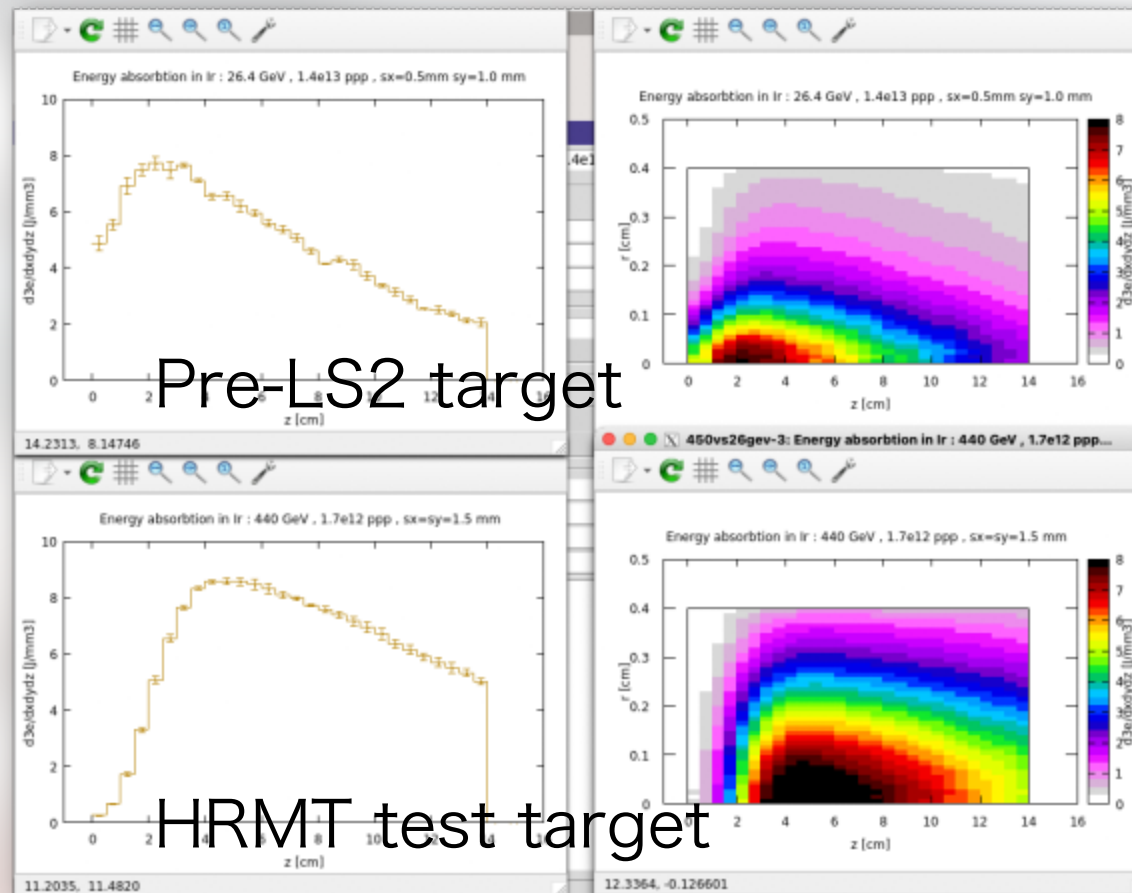 Energy absorbtion in Ir : 26.4 GeV , 1.4e13 ppp , sx=0.5mm sy=1.0 mm
10
8
6
4
2
0
d3e/dxdydz [J/mm3]
0 2 6 12 14 16
z [cm]
14.2313, 8.14746
.4e1
Energy absorbtion in Ir : 26.4 GeV , 1.4e13 ppp , sx=0.5mm sy=1.0 mm
0.5
0.4
0.3
0.2
0.1
0
r [cm]
0 2 4 6 8 10 12 14 16
z [cm]
8
7
6
5
4
3
2
1
0
d3e/dxdydz [J/mm3]
Pre-LS2 target
450vs26gev-3: Energy absorbtion in Ir : 440 GeV , 1.7e12 ppp...
Energy absorbtion in Ir : 440 GeV , 1.7e12 ppp , sx=sy=1.5 mm
10
8
6
4
2
0
d3e/dxdydz [J/mm3]
0 2 4 6 8 10 12 14 16
z [cm]
11.2035, 11.4820
Energy absorbtion in Ir : 440 GeV , 1.7e12 ppp , sx=sy=1.5 mm
0.5
0.4
0.3
0.2
0.1
0
r [cm]
0 2 4 6 8 10 12 14 16
z [cm]
8
7
6
5
4
3
2
1
0
d3e/dxdydz [J/mm3]
HRMT test target
12.3364, -0.126601